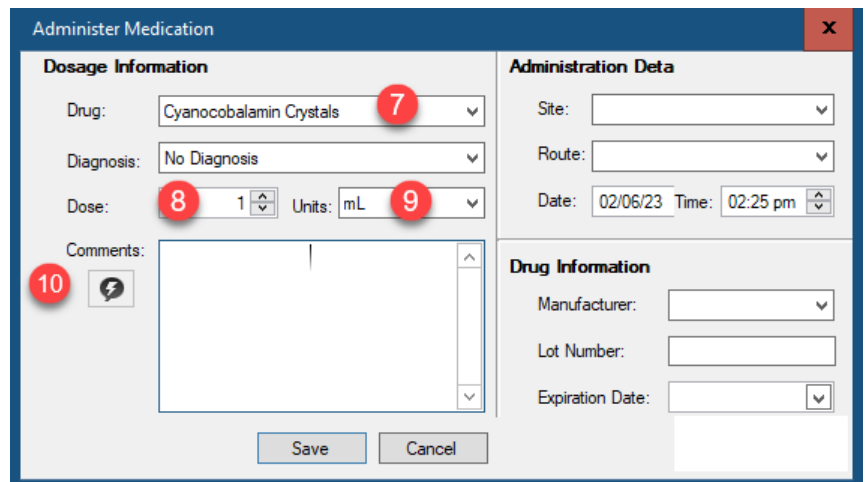 Administer Medication
x
Dosage Information
Drug:
Cyanocobalamin Crystals
7
Diagnosis:
No Diagnosis
Dose:
8
1
Units:
mL
9
Comments:
10
Save
Cancel
Administration Deta
Site:
Route:
Date:
02/06/23
Time:
02:25 pm
Drug Information
Manufacturer:
Lot Number:
Expiration Date: